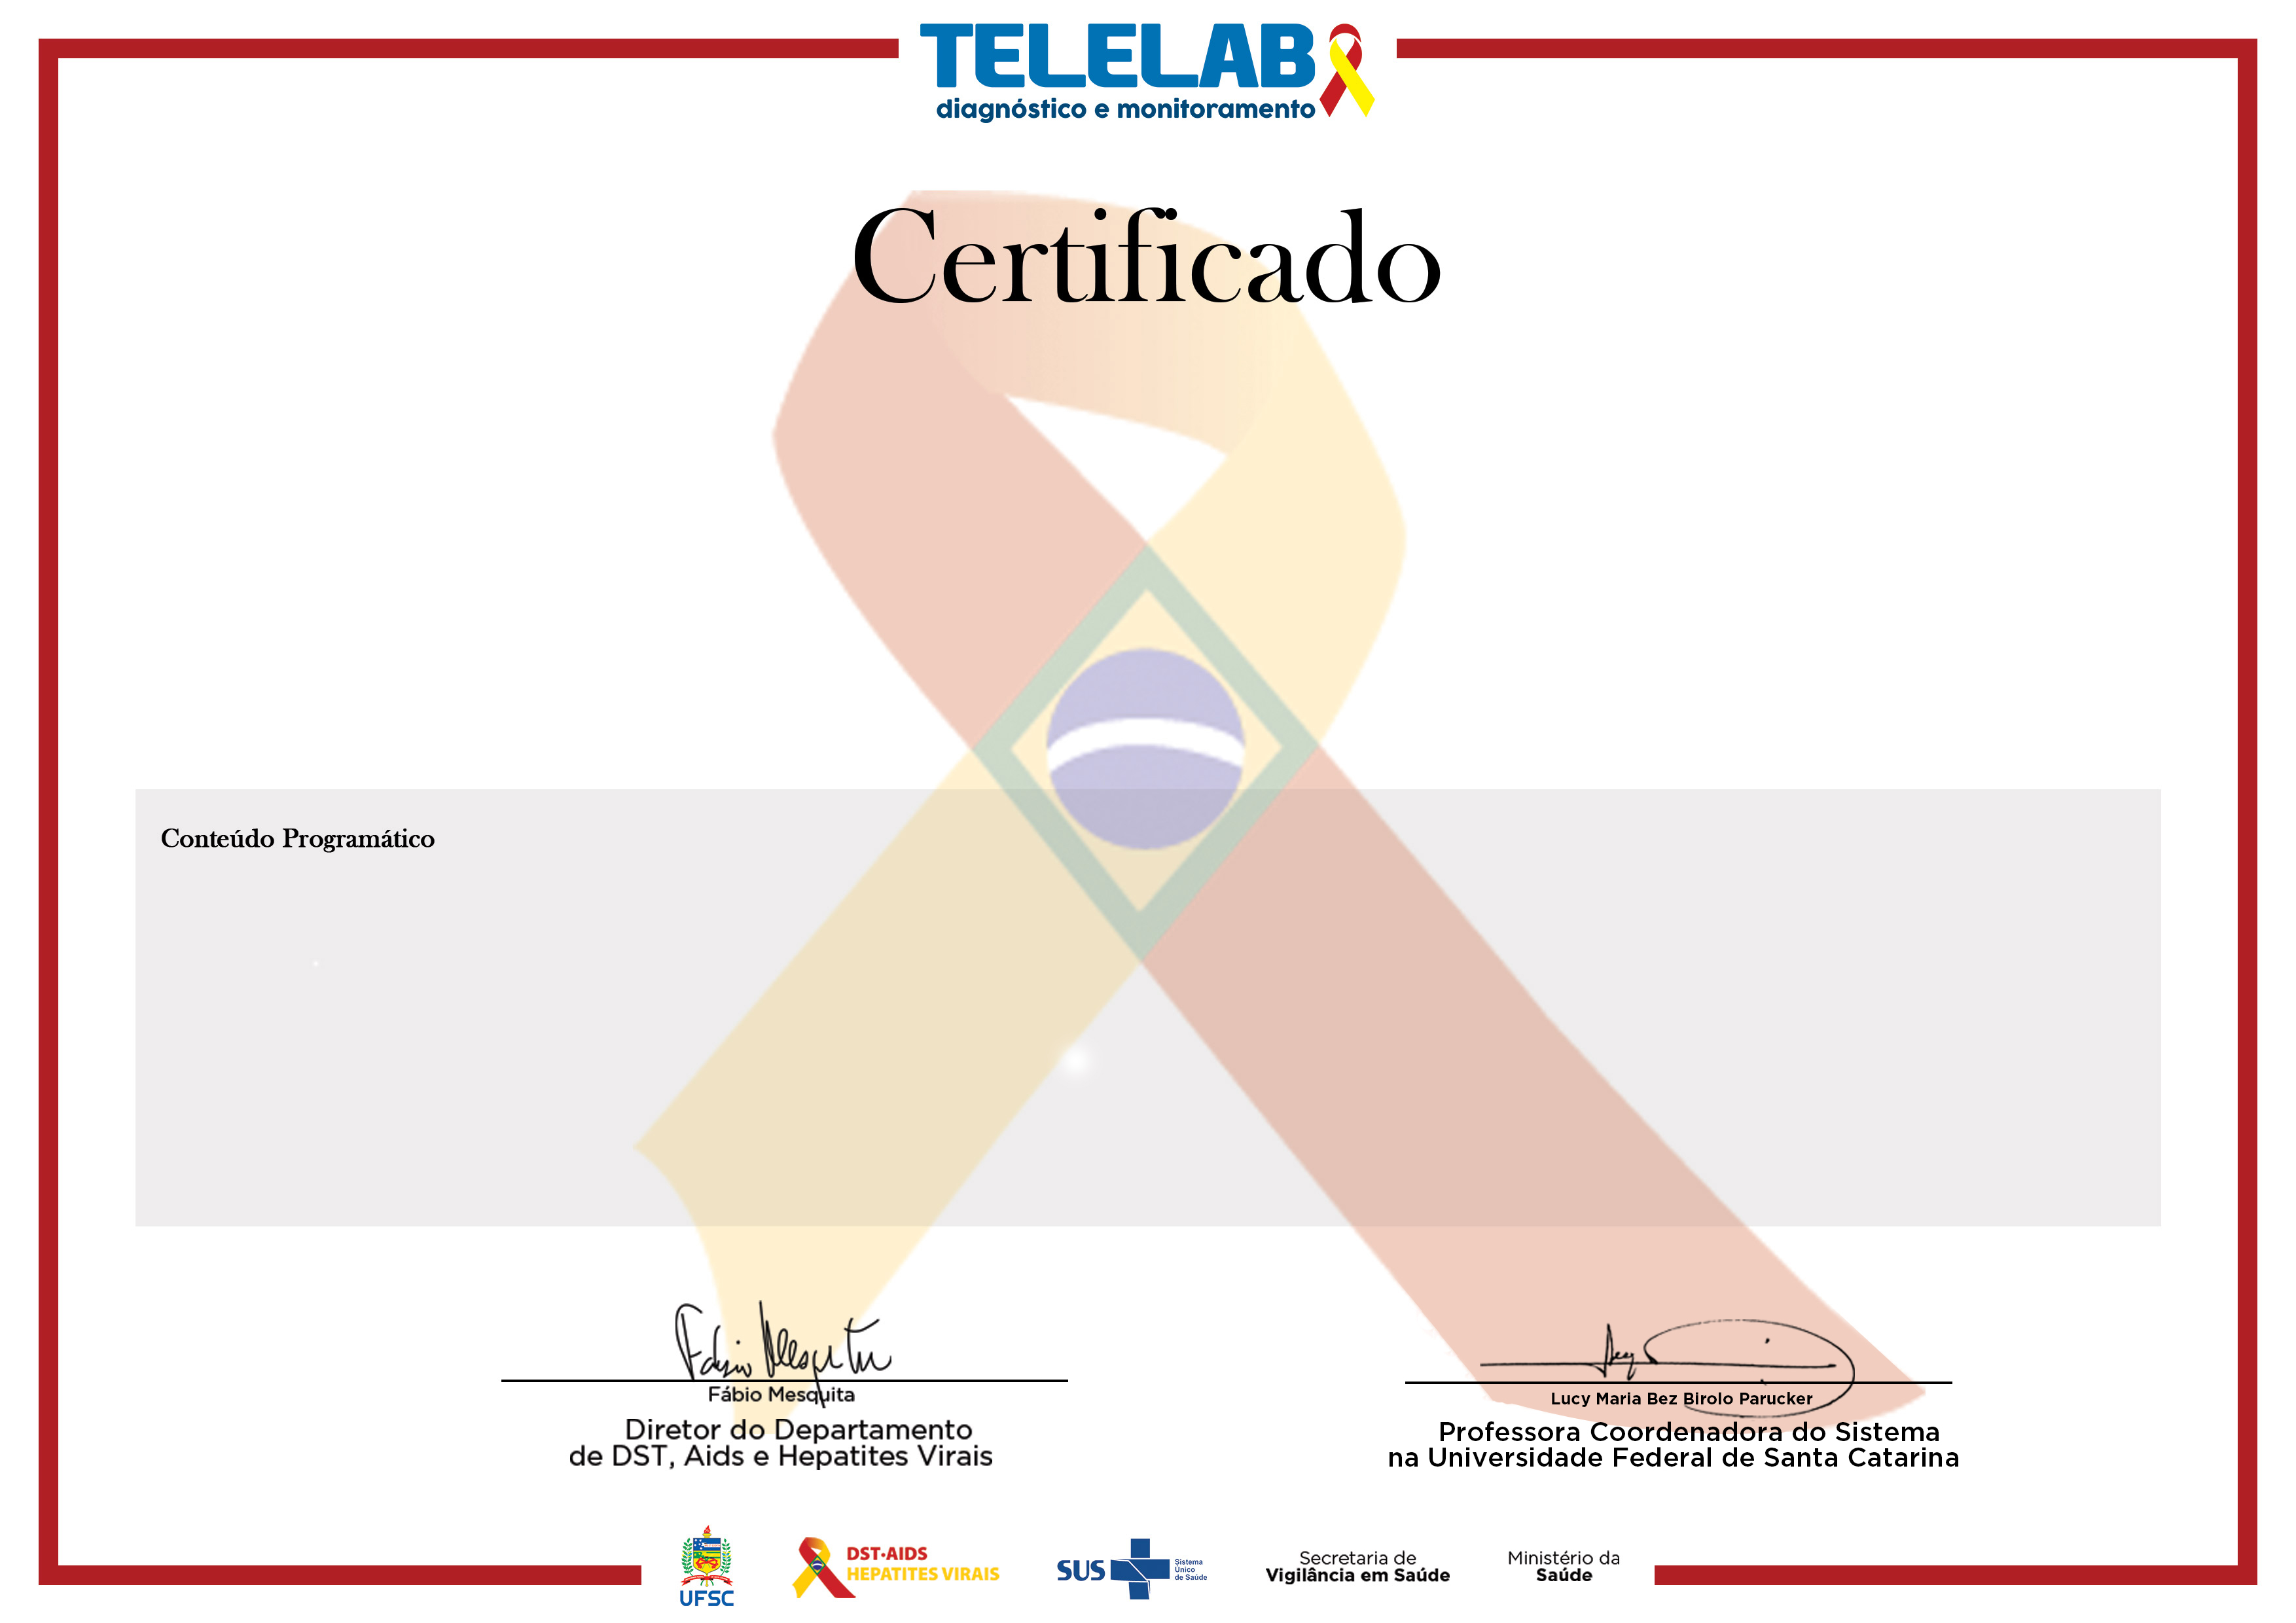 TELELAB
diagnóstico e monitoramento
Certificado
Conteúdo Programático
Fábio Mesquita
Fábio Mesquita
Diretor do Departamento
de DST, Aids e Hepatites Virais
Lucy Maria Bez Birolo Parucker
Professora Coordenadora do Sistema
na Universidade Federal de Santa Catarina
UFSC
DST·AIDS
HEPATITES VIRAIS
SUS
Sistema
Único
de Saúde
Secretaria de
Vigilância em Saúde
Ministério da
Saúde